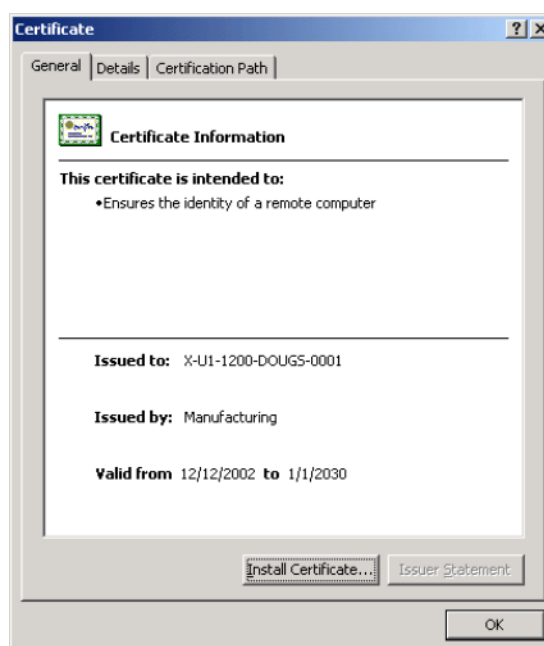 Certificate
General
Details
Certification Path
Certificate Information
This certificate is intended to:
•Ensures the identity of a remote computer
Issued to: X-U1-1200-DOUGS-0001
Issued by: Manufacturing
Valid from 12/12/2002 to 1/1/2030
Install Certificate...
Issuer Statement
OK